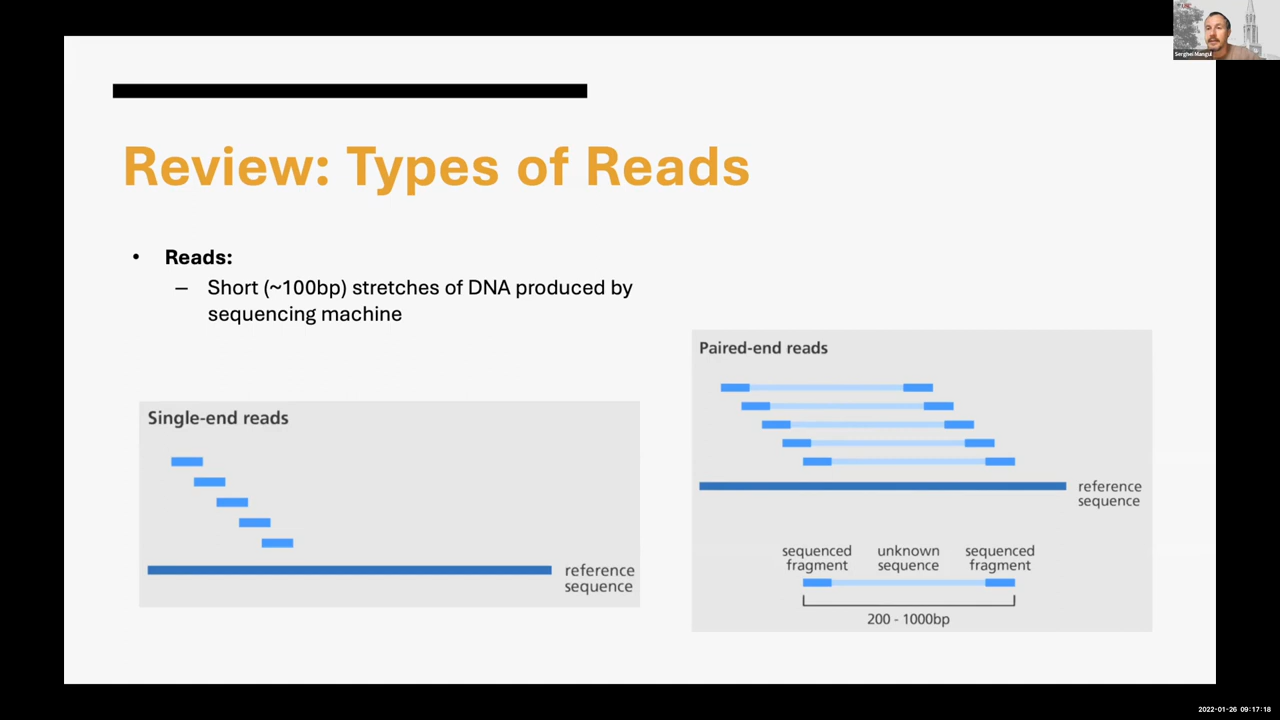 Serghei Mangul
Review: Types of Reads
• Reads:
– Short (~100bp) stretches of DNA produced by
sequencing machine
Single-end reads
reference
sequence
Paired-end reads
reference
sequence
sequenced
fragment
unknown
sequence
sequenced
fragment
200 - 1000bp
2022-01-26 09:17:18